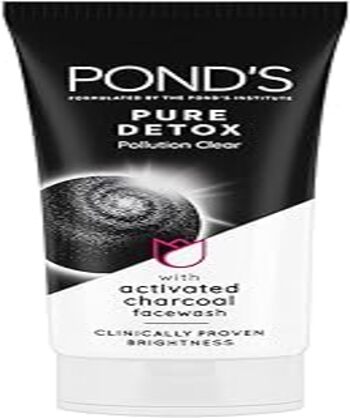 POND'S
FORMULATED BY THE POND'S INSTITUTE
PURE
DETOX
Pollution Clear
with
activated
charcoal
facewash
CLINICALLY PROVEN
BRIGHTNESS